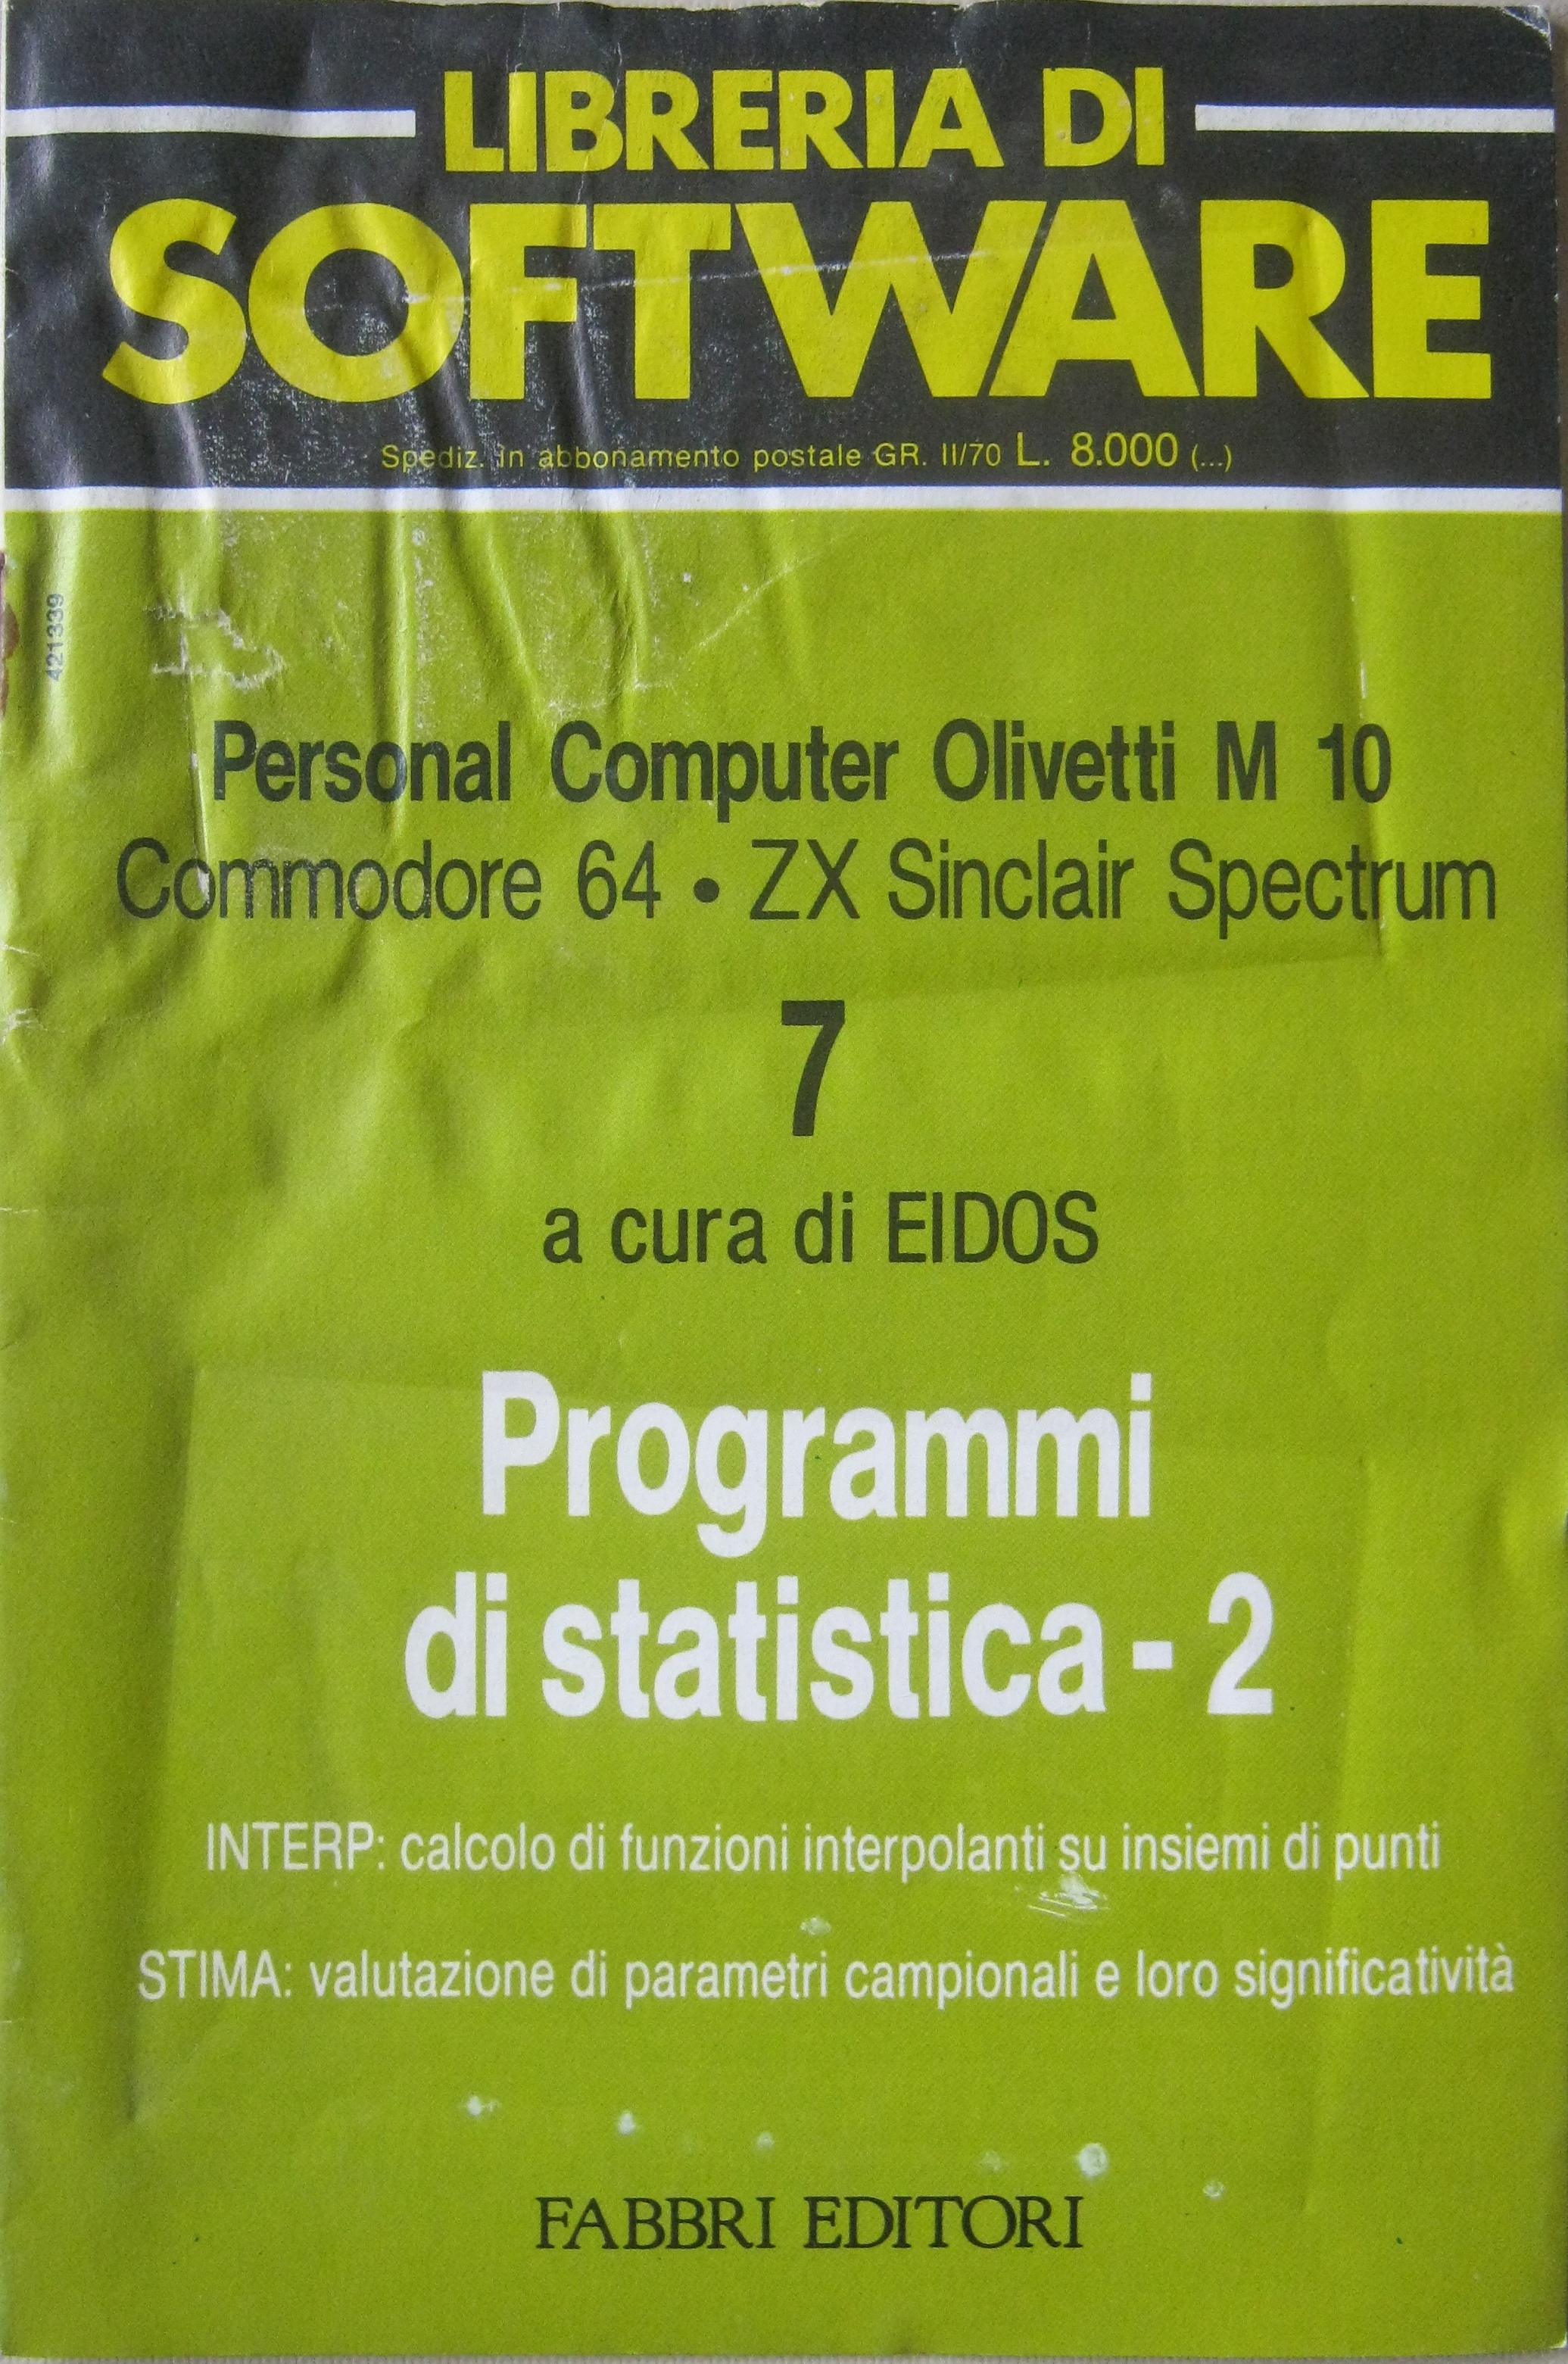 LIBRERIA DI
SOFTWARE
Spediz. in abbonamento postale GR. II/70 L. 8.000 (...)
421339
Personal Computer Olivetti M 10
Commodore 64 • ZX Sinclair Spectrum
7
a cura di EIDOS
Programmi
di statistica - 2
INTERP: calcolo di funzioni interpolanti su insiemi di punti
STIMA: valutazione di parametri campionali e loro significatività
FABBRI EDITORI